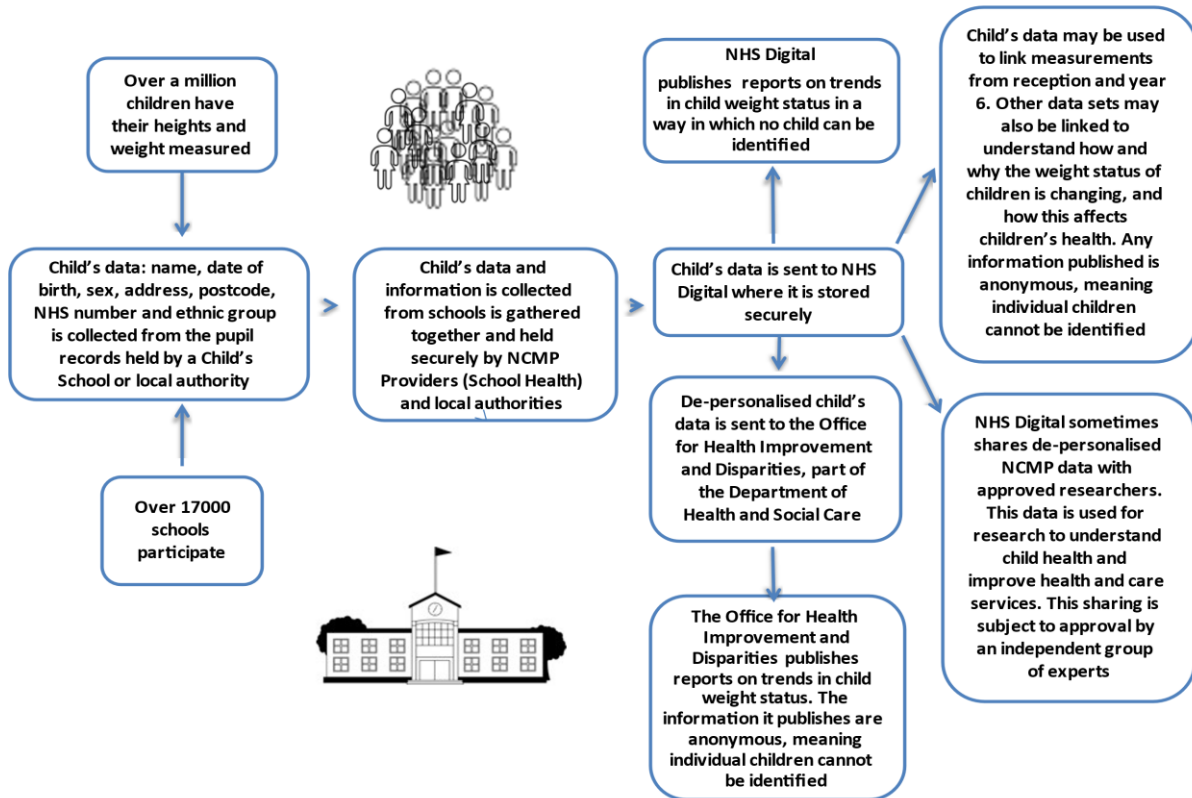 Over a million
children have
their heights and
weight measured
Child's data: name, date of
birth, sex, address, postcode,
NHS number and ethnic group
is collected from the pupil
records held by a Child's
School or local authority
Over 17000
schools
participate
Child's data and
information is collected
from schools is gathered
together and held
securely by NCMP
Providers (School Health)
and local authorities
NHS Digital
publishes reports on trends
in child weight status in a
way in which no child can be
identified
Child's data is sent to NHS
Digital where it is stored
securely
De-personalised child's
data is sent to the Office
for Health Improvement
and Disparities, part of
the Department of
Health and Social Care
The Office for Health
Improvement and
Disparities publishes
reports on trends in child
weight status. The
information it publishes are
anonymous, meaning
individual children cannot
be identified
Child's data may be used
to link measurements
from reception and year
6. Other data sets may
also be linked to
understand how and
why the weight status of
children is changing, and
how this affects
children's health. Any
information published is
anonymous, meaning
individual children
cannot be identified
NHS Digital sometimes
shares de-personalised
NCMP data with
approved researchers.
This data is used for
research to understand
child health and
improve health and care
services. This sharing is
subject to approval by
an independent group
of experts